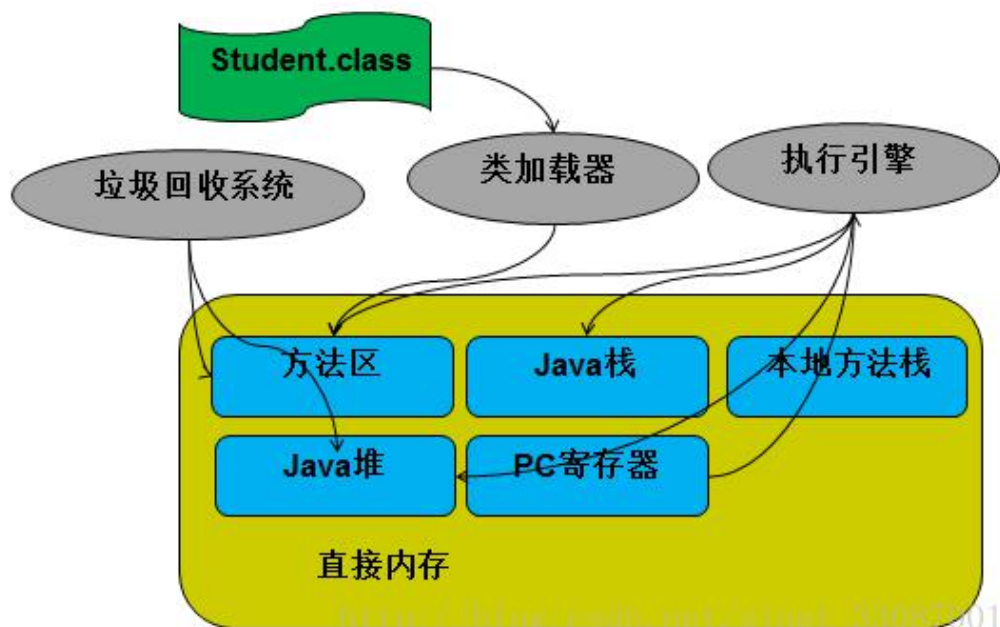 Student.class
垃圾回收系统
类加载器
执行引擎
方法区
Java栈
本地方法栈
Java堆
PC寄存器
直接内存